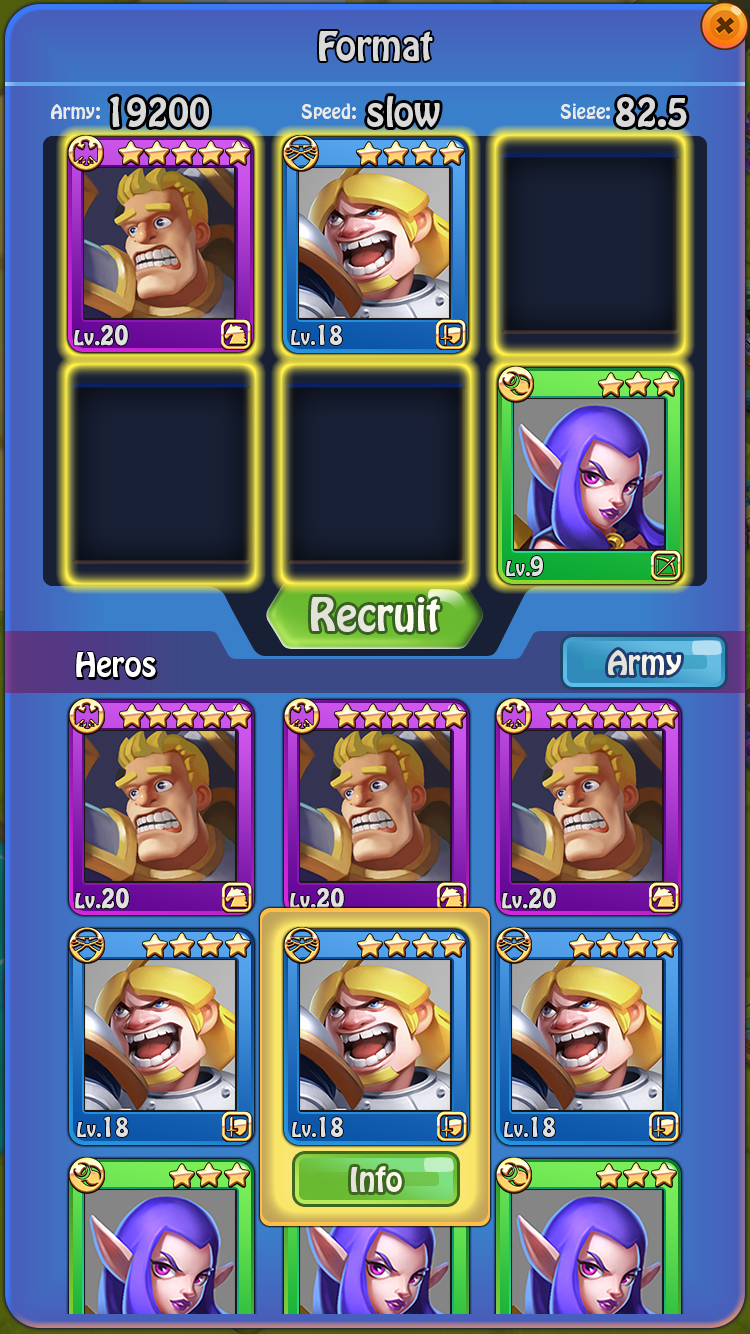 Format
Army: 19200 Speed: slow Siege: 82.5
Lv.20 Lv.18
Lv.9
Recruit
Heros Army
Lv.20 Lv.20 Lv.20
Lv.18 Lv.18 Lv.18
Info